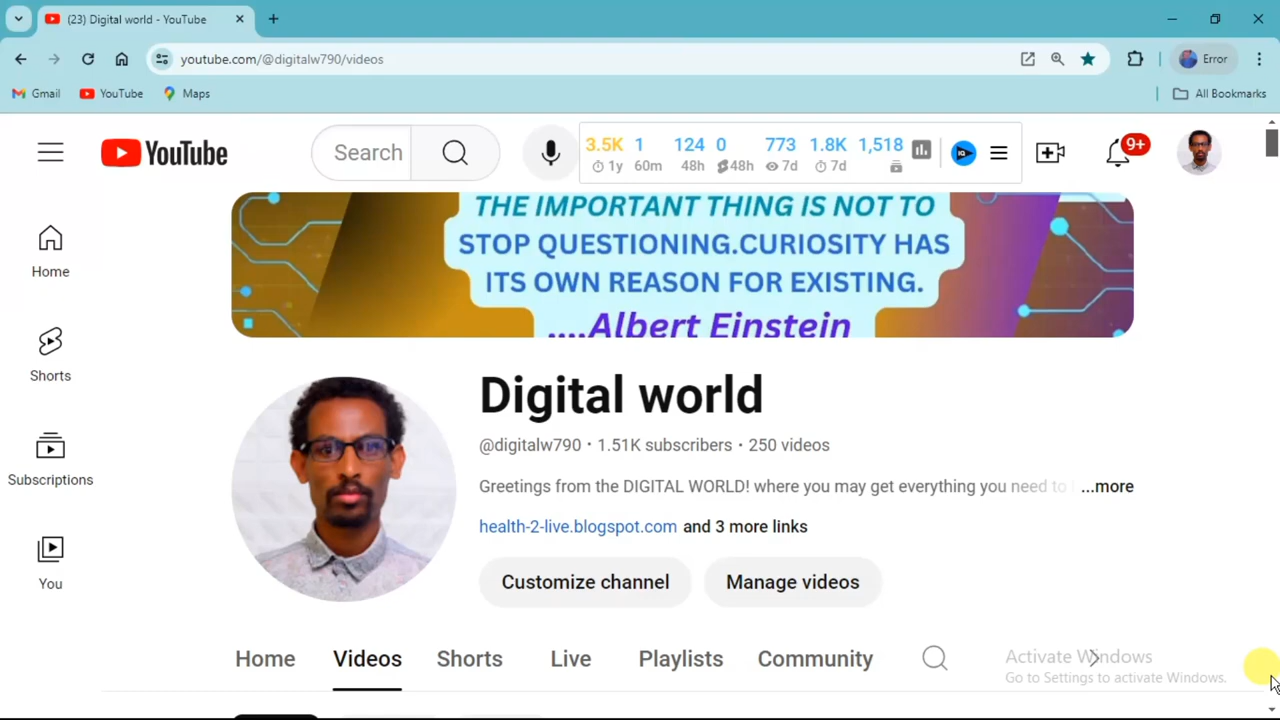 (23) Digital world - YouTube
youtube.com/@digitalw790/videos
Error
Gmail YouTube Maps All Bookmarks
YouTube
Search
3.5K 1 124 0 773 1.8K 1,518
1y 60m 48h 48h 7d 7d
IQ
9+
THE IMPORTANT THING IS NOT TO
STOP QUESTIONING.CURIOSITY HAS
ITS OWN REASON FOR EXISTING.
....Albert Einstein
Home
Shorts
Subscriptions
You
Digital world
@digitalw790 · 1.51K subscribers · 250 videos
Greetings from the DIGITAL WORLD! where you may get everything you need to ...more
health-2-live.blogspot.com and 3 more links
Customize channel Manage videos
Home Videos Shorts Live Playlists Community
Activate Windows
Go to Settings to activate Windows.